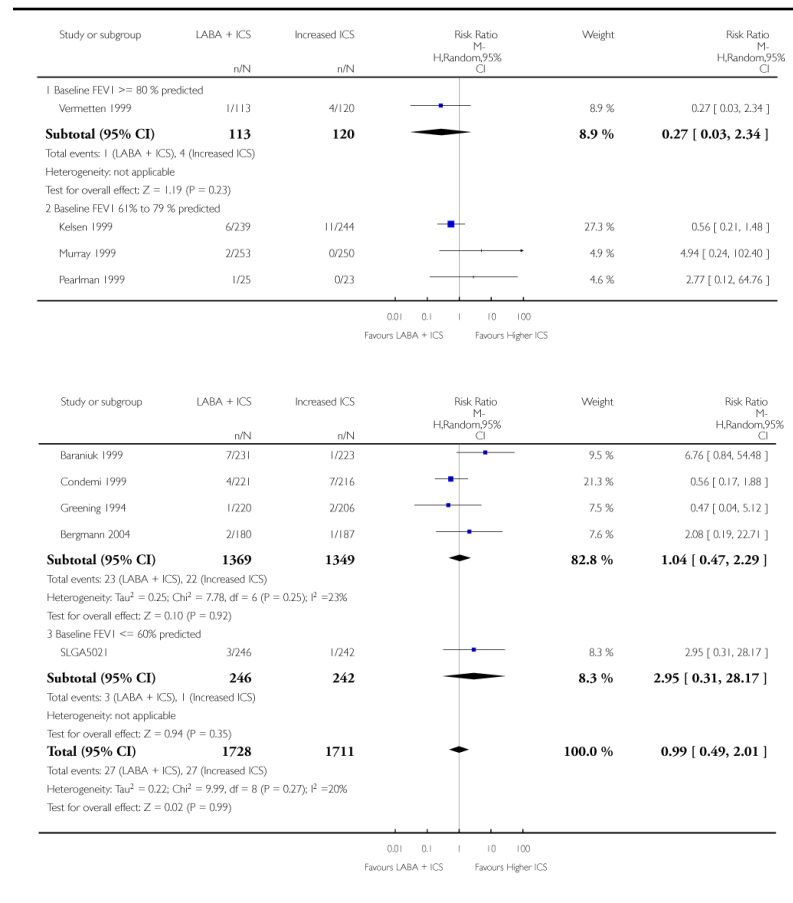 Study or subgroup LABA + ICS Increased ICS Risk Ratio Weight Risk Ratio
M- M-
H,Random,95% H,Random,95%
n/N n/N CI CI
1 Baseline FEV1 >= 80 % predicted
Vermetten 1999 1/113 4/120 8.9 % 0.27 [ 0.03, 2.34 ]
Subtotal (95% CI) 113 120 8.9 % 0.27 [ 0.03, 2.34 ]
Total events: 1 (LABA + ICS), 4 (Increased ICS)
Heterogeneity: not applicable
Test for overall effect: Z = 1.19 (P = 0.23)
2 Baseline FEV1 61% to 79 % predicted
Kelsen 1999 6/239 11/244 27.3 % 0.56 [ 0.21, 1.48 ]
Murray 1999 2/253 0/250 4.9 % 4.94 [ 0.24, 102.40 ]
Pearlman 1999 1/25 0/23 4.6 % 2.77 [ 0.12, 64.76 ]
0.01 0.1 1 10 100
Favours LABA + ICS Favours Higher ICS
Study or subgroup LABA + ICS Increased ICS Risk Ratio Weight Risk Ratio
M- M-
H,Random,95% H,Random,95%
n/N n/N CI CI
Baraniuk 1999 7/231 1/223 9.5 % 6.76 [ 0.84, 54.48 ]
Condemi 1999 4/221 7/216 21.3 % 0.56 [ 0.17, 1.88 ]
Greening 1994 1/220 2/206 7.5 % 0.47 [ 0.04, 5.12 ]
Bergmann 2004 2/180 1/187 7.6 % 2.08 [ 0.19, 22.71 ]
Subtotal (95% CI) 1369 1349 82.8 % 1.04 [ 0.47, 2.29 ]
Total events: 23 (LABA + ICS), 22 (Increased ICS)
Heterogeneity: Tau² = 0.25; Chi² = 7.78, df = 6 (P = 0.25); I² =23%
Test for overall effect: Z = 0.10 (P = 0.92)
3 Baseline FEV1 <= 60% predicted
SLGA5021 3/246 1/242 8.3 % 2.95 [ 0.31, 28.17 ]
Subtotal (95% CI) 246 242 8.3 % 2.95 [ 0.31, 28.17 ]
Total events: 3 (LABA + ICS), 1 (Increased ICS)
Heterogeneity: not applicable
Test for overall effect: Z = 0.94 (P = 0.35)
Total (95% CI) 1728 1711 100.0 % 0.99 [ 0.49, 2.01 ]
Total events: 27 (LABA + ICS), 27 (Increased ICS)
Heterogeneity: Tau² = 0.22; Chi² = 9.99, df = 8 (P = 0.27); I² =20%
Test for overall effect: Z = 0.02 (P = 0.99)
0.01 0.1 1 10 100
Favours LABA + ICS Favours Higher ICS